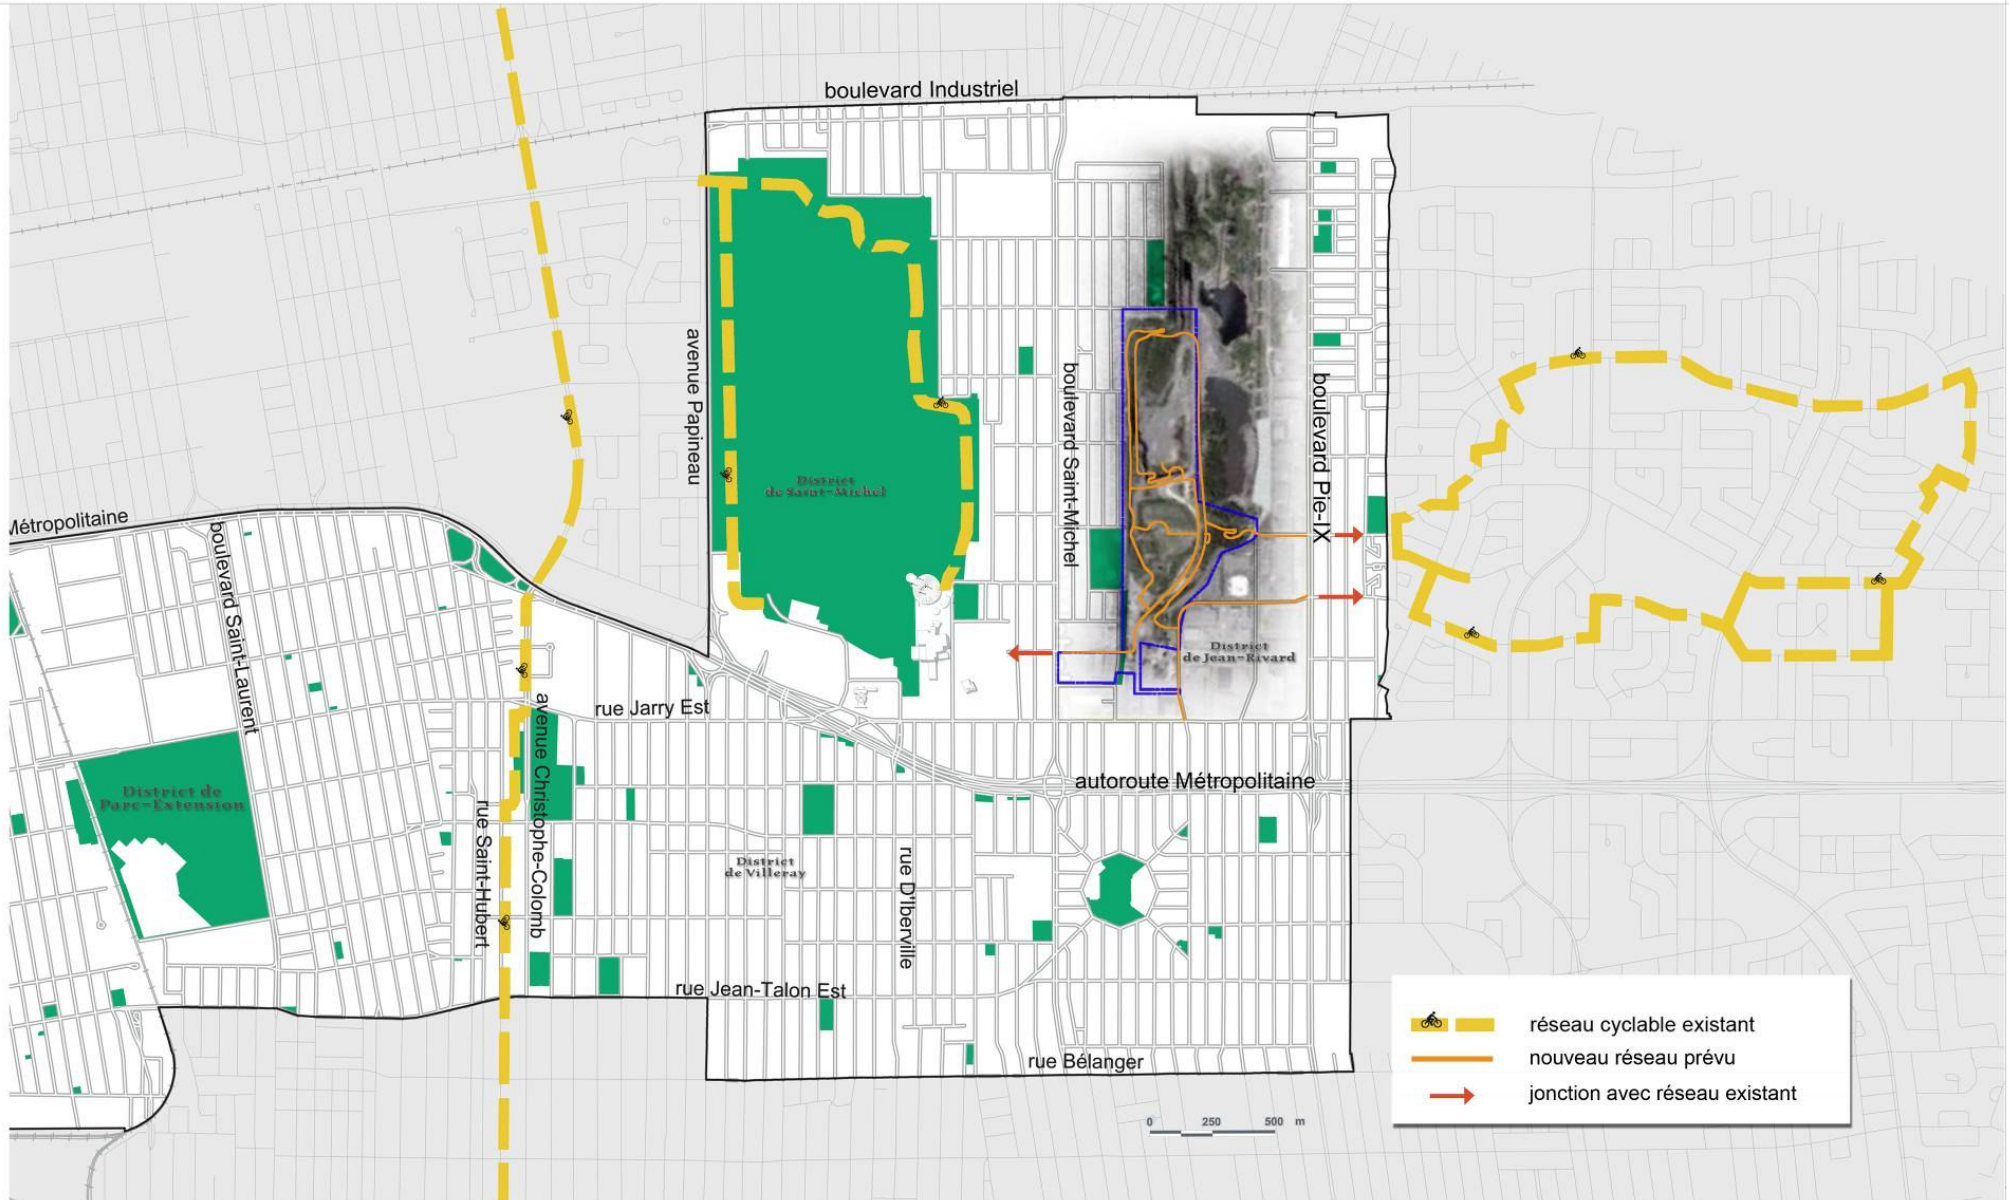 boulevard Industriel
avenue Papineau
District
de Saint-Michel
boulevard Saint-Michel
boulevard Pie-IX
Métropolitaine
boulevard Saint-Laurent
District
de Jean-Rivard
rue Jarry Est
avenue Christophe-Colomb
autoroute Métropolitaine
District de
Parc-Extension
rue Saint-Hubert
District
de Villeray
rue D'Iberville
rue Jean-Talon Est
rue Bélanger
réseau cyclable existant
nouveau réseau prévu
jonction avec réseau existant
0 250 500 m